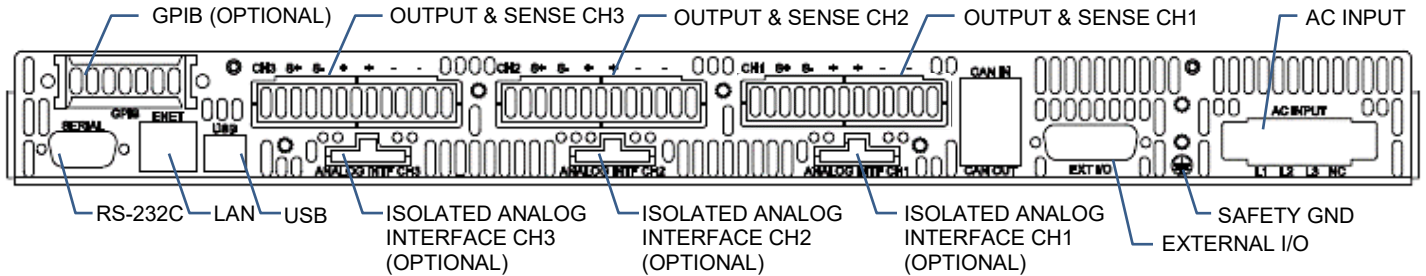 GPIB (OPTIONAL) OUTPUT & SENSE CH3 OUTPUT & SENSE CH2 OUTPUT & SENSE CH1 AC INPUT
CH3 S+ S- + + - - CH2 S+ S- + + - - CH1 S+ S- + + - - CAN IN
GPIB ENET SERIAL USB AC INPUT
ANALOG INTF CH3 ANALOG INTF CH2 ANALOG INTF CH1 CAN OUT EXT I/O L1 L2 L3 NC
RS-232C LAN USB
ISOLATED ANALOG
INTERFACE CH3
(OPTIONAL)
ISOLATED ANALOG
INTERFACE CH2
(OPTIONAL)
ISOLATED ANALOG
INTERFACE CH1
(OPTIONAL)
SAFETY GND
EXTERNAL I/O